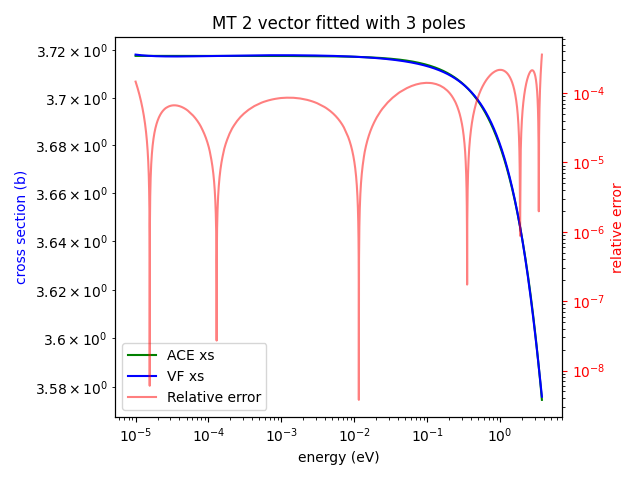 MT 2 vector fitted with 3 poles
cross section (b)
3.72 × 10⁰
3.7 × 10⁰
3.68 × 10⁰
3.66 × 10⁰
3.64 × 10⁰
3.62 × 10⁰
3.6 × 10⁰
3.58 × 10⁰
10⁻⁴
10⁻⁵
10⁻⁶
10⁻⁷
10⁻⁸
relative error
ACE xs
VF xs
Relative error
10⁻⁵ 10⁻⁴ 10⁻³ 10⁻² 10⁻¹ 10⁰
energy (eV)